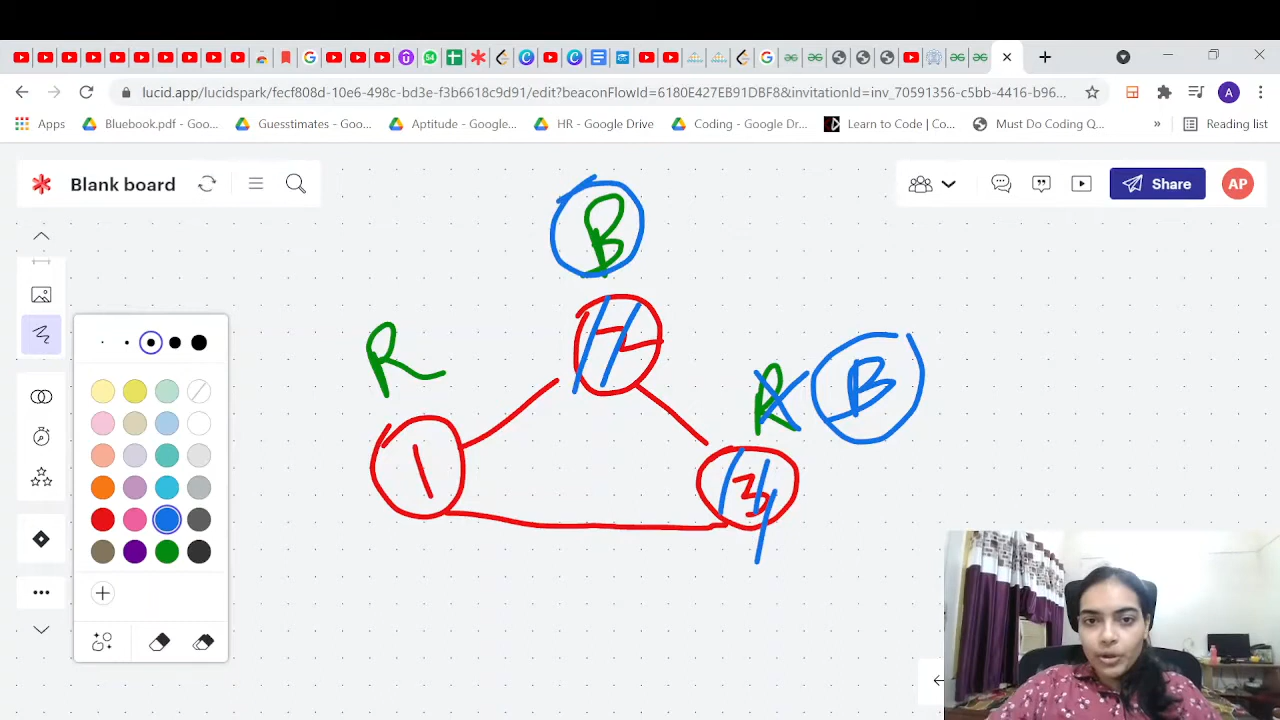 54
lucid.app/lucidspark/fecf808d-10e6-498c-bd3e-f3b6618c9d91/edit?beaconFlowId=6180E427EB91DBF8&invitationId=inv_70591356-c5bb-4416-b96...
A
Apps
Bluebook.pdf - Goo...
Guesstimates - Goo...
Aptitude - Google...
HR - Google Drive
Coding - Google Dr...
Learn to Code | Co...
Must Do Coding Q...
»
Reading list
Blank board
Share
AP
B
R
2
R
B
1
3